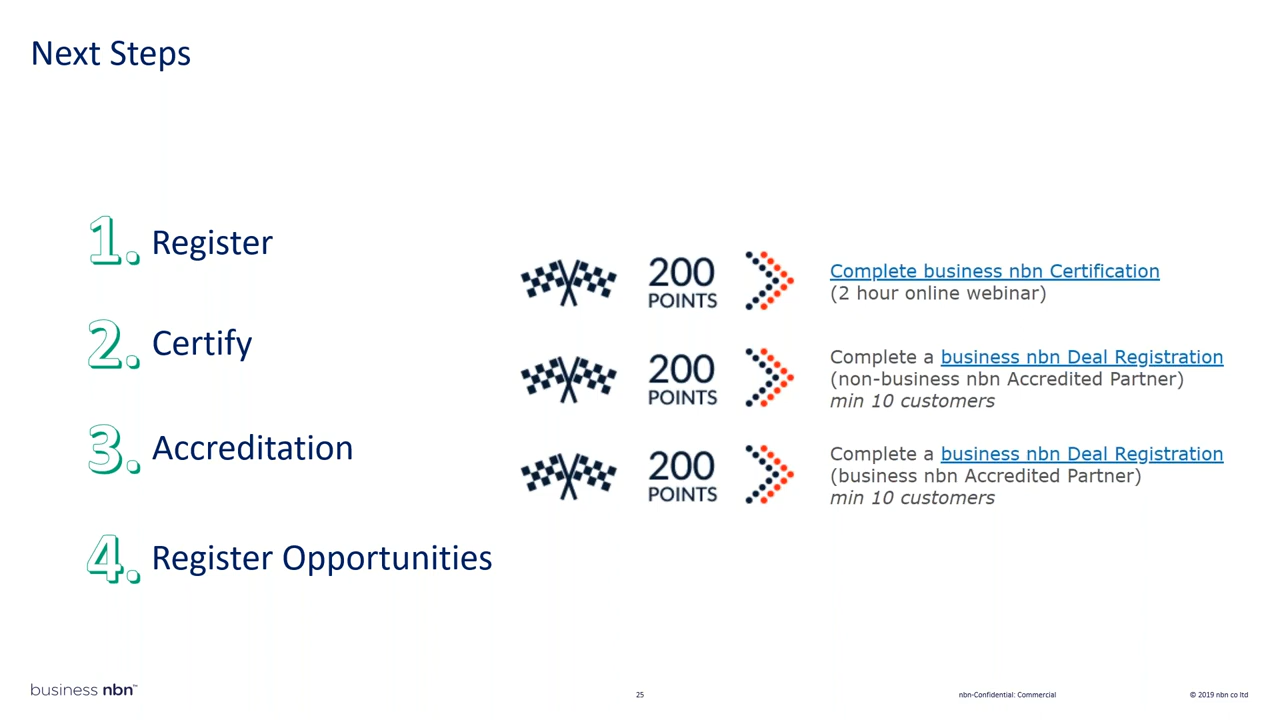 Next Steps
1. Register
2. Certify
3. Accreditation
4. Register Opportunities
200
POINTS
Complete business nbn Certification
(2 hour online webinar)
200
POINTS
Complete a business nbn Deal Registration
(non-business nbn Accredited Partner)
min 10 customers
200
POINTS
Complete a business nbn Deal Registration
(business nbn Accredited Partner)
min 10 customers
business nbn™
25
nbn-Confidential: Commercial
© 2019 nbn co ltd